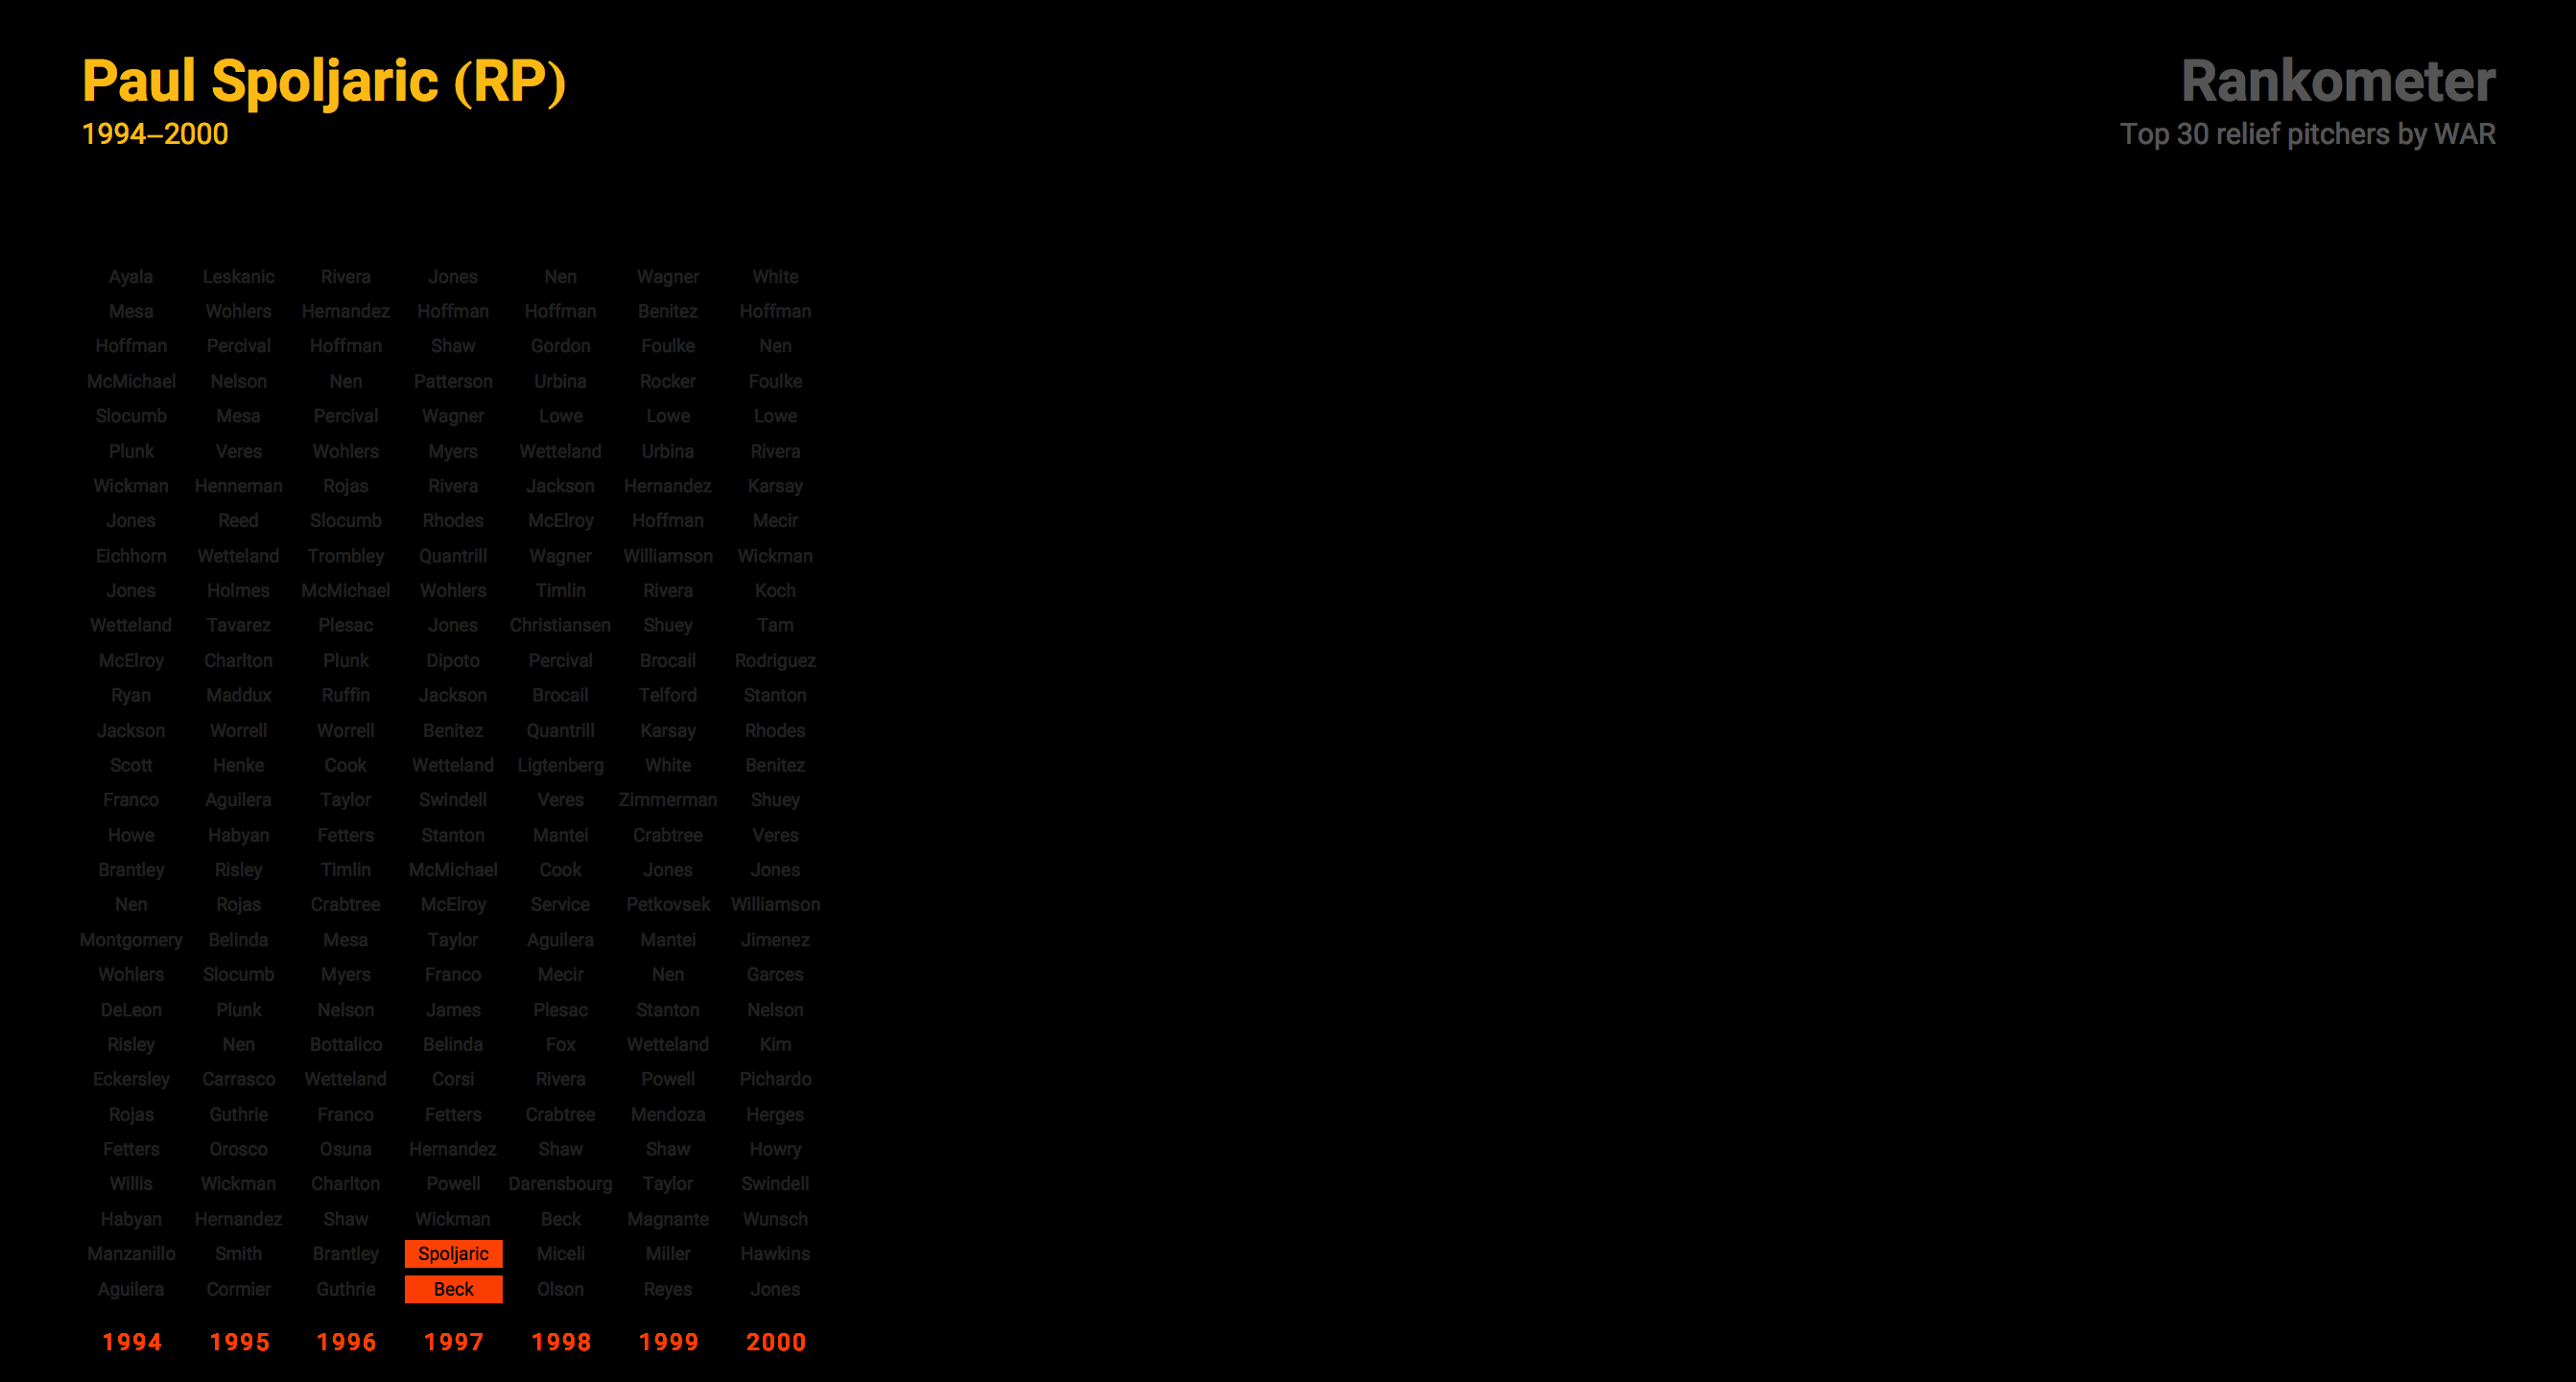 Paul Spoljaric (RP)
1994–2000
Rankometer
Top 30 relief pitchers by WAR
Ayala Leskanic Rivera Jones Nen Wagner White
Mesa Wohlers Hernandez Hoffman Hoffman Benitez Hoffman
Hoffman Percival Hoffman Shaw Gordon Foulke Nen
McMichael Nelson Nen Patterson Urbina Rocker Foulke
Slocumb Mesa Percival Wagner Lowe Lowe Lowe
Plunk Veres Wohlers Myers Wetteland Urbina Rivera
Wickman Henneman Rojas Rivera Jackson Hernandez Karsay
Jones Reed Slocumb Rhodes McElroy Hoffman Mecir
Eichhorn Wetteland Trombley Quantrill Wagner Williamson Wickman
Jones Holmes McMichael Wohlers Timlin Rivera Koch
Wetteland Tavarez Plesac Jones Christiansen Shuey Tam
McElroy Charlton Plunk Dipoto Percival Brocail Rodriguez
Ryan Maddux Ruffin Jackson Brocail Telford Stanton
Jackson Worrell Worrell Benitez Quantrill Karsay Rhodes
Scott Henke Cook Wetteland Ligtenberg White Benitez
Franco Aguilera Taylor Swindell Veres Zimmerman Shuey
Howe Habyan Fetters Stanton Mantei Crabtree Veres
Brantley Risley Timlin McMichael Cook Jones Jones
Nen Rojas Crabtree McElroy Service Petkovsek Williamson
Montgomery Belinda Mesa Taylor Aguilera Mantei Jimenez
Wohlers Slocumb Myers Franco Mecir Nen Garces
DeLeon Plunk Nelson James Plesac Stanton Nelson
Risley Nen Bottalico Belinda Fox Wetteland Kim
Eckersley Carrasco Wetteland Corsi Rivera Powell Pichardo
Rojas Guthrie Franco Fetters Crabtree Mendoza Herges
Fetters Orosco Osuna Hernandez Shaw Shaw Howry
Willis Wickman Charlton Powell Darensbourg Taylor Swindell
Habyan Hernandez Shaw Wickman Beck Magnante Wunsch
Manzanillo Smith Brantley Spoljaric Miceli Miller Hawkins
Aguilera Cormier Guthrie Beck Olson Reyes Jones
1994 1995 1996 1997 1998 1999 2000